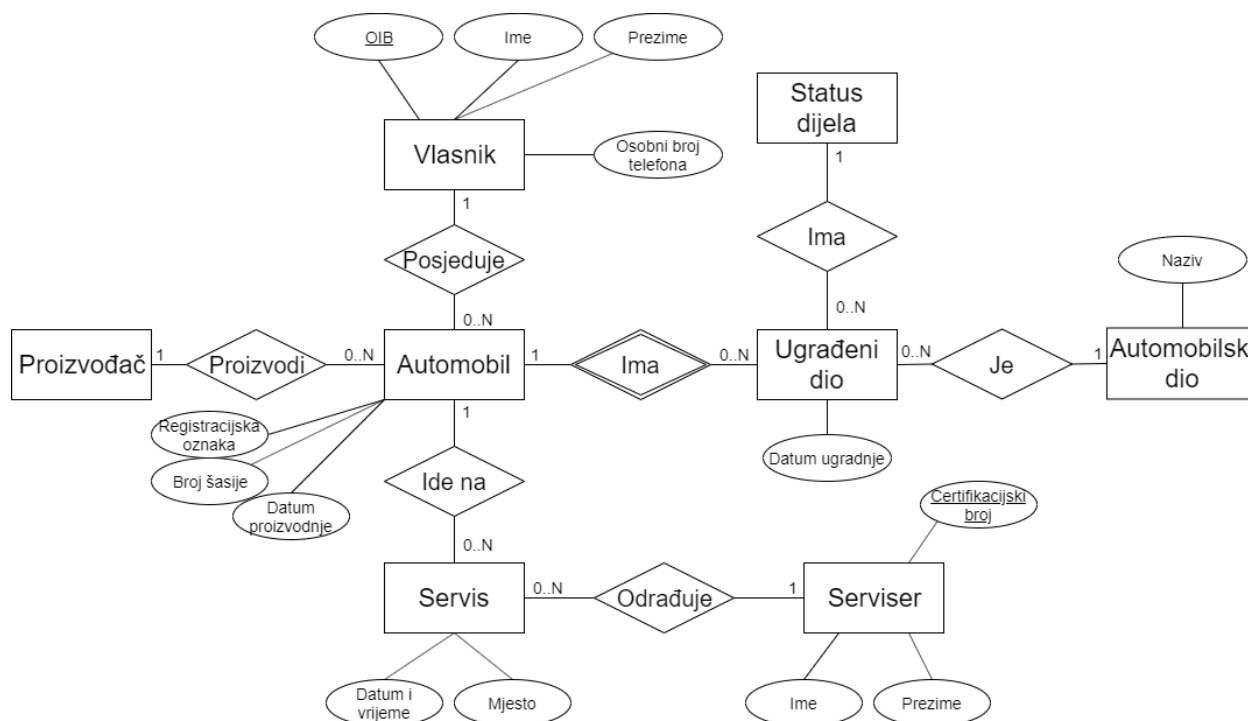 OIB
Ime
Prezime
Status
dijela
Vlasnik
Osobni broj
telefona
1
1
Ima
Posjeduje
Naziv
0..N
0..N
Proizvođač
1
Proizvodi
0..N
Automobil
1
Ima
0..N
Ugrađeni
dio
0..N
Je
1
Automobilsk
dio
Registracijska
oznaka
1
Broj šasije
Datum
proizvodnje
Ide na
Datum ugradnje
Certifikacijski
broj
0..N
Servis
0..N
Odrađuje
1
Serviser
Datum i
vrijeme
Mjesto
Ime
Prezime